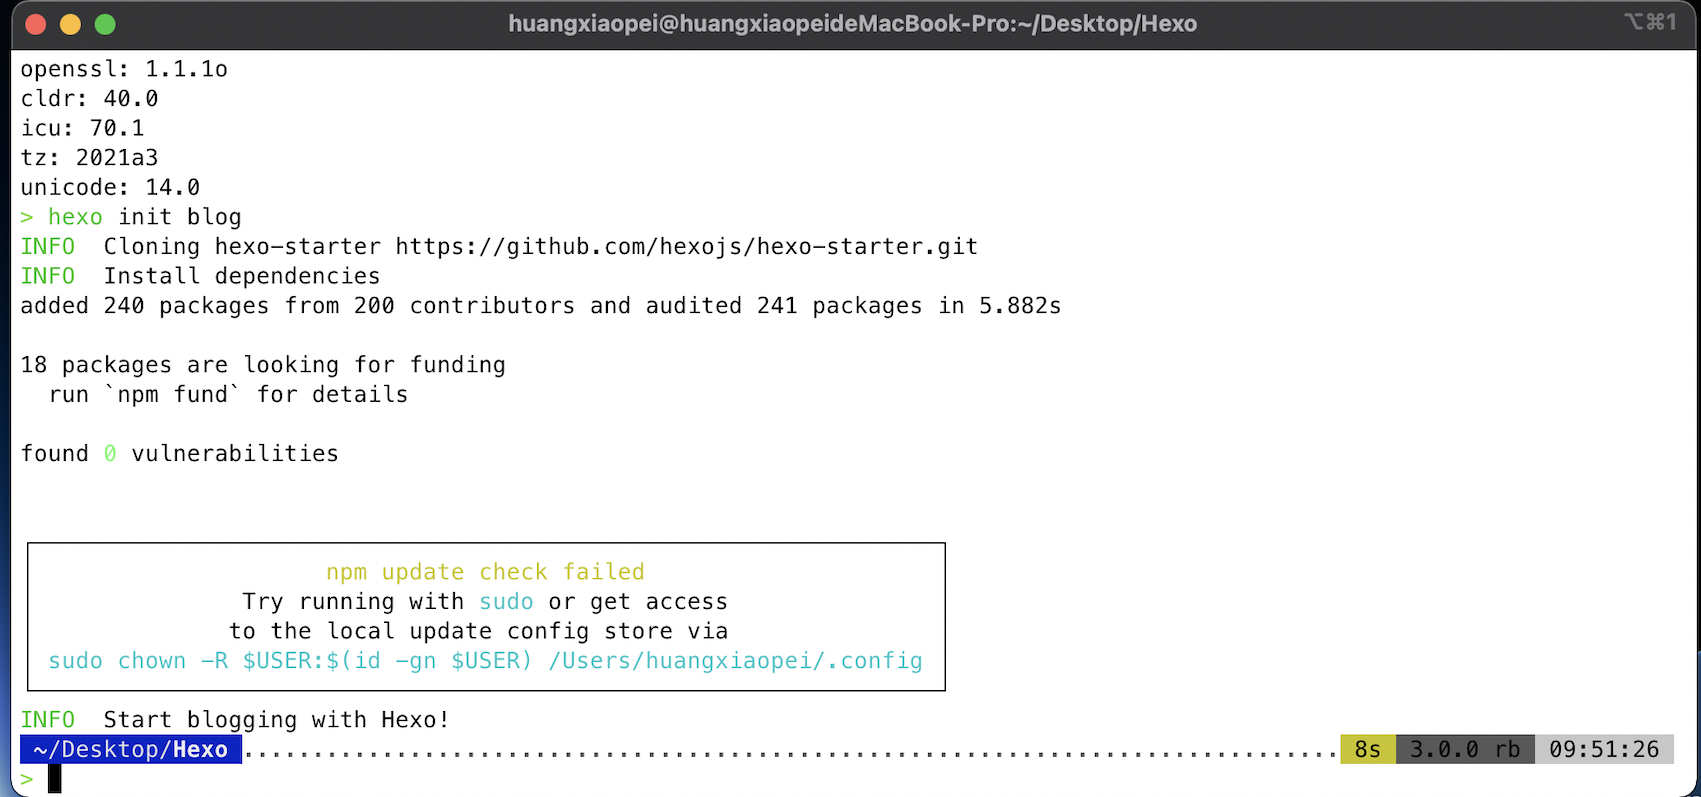 huangxiaopei@huangxiaopeideMacBook-Pro:~/Desktop/Hexo ⌥⌘1
openssl: 1.1.1o
cldr: 40.0
icu: 70.1
tz: 2021a3
unicode: 14.0
> hexo init blog
INFO  Cloning hexo-starter https://github.com/hexojs/hexo-starter.git
INFO  Install dependencies
added 240 packages from 200 contributors and audited 241 packages in 5.882s
18 packages are looking for funding
  run `npm fund` for details
found 0 vulnerabilities
npm update check failed
Try running with sudo or get access
to the local update config store via
sudo chown -R $USER:$(id -gn $USER) /Users/huangxiaopei/.config
INFO  Start blogging with Hexo!
~/Desktop/Hexo ............................................................................... 8s 3.0.0 rb 09:51:26
>